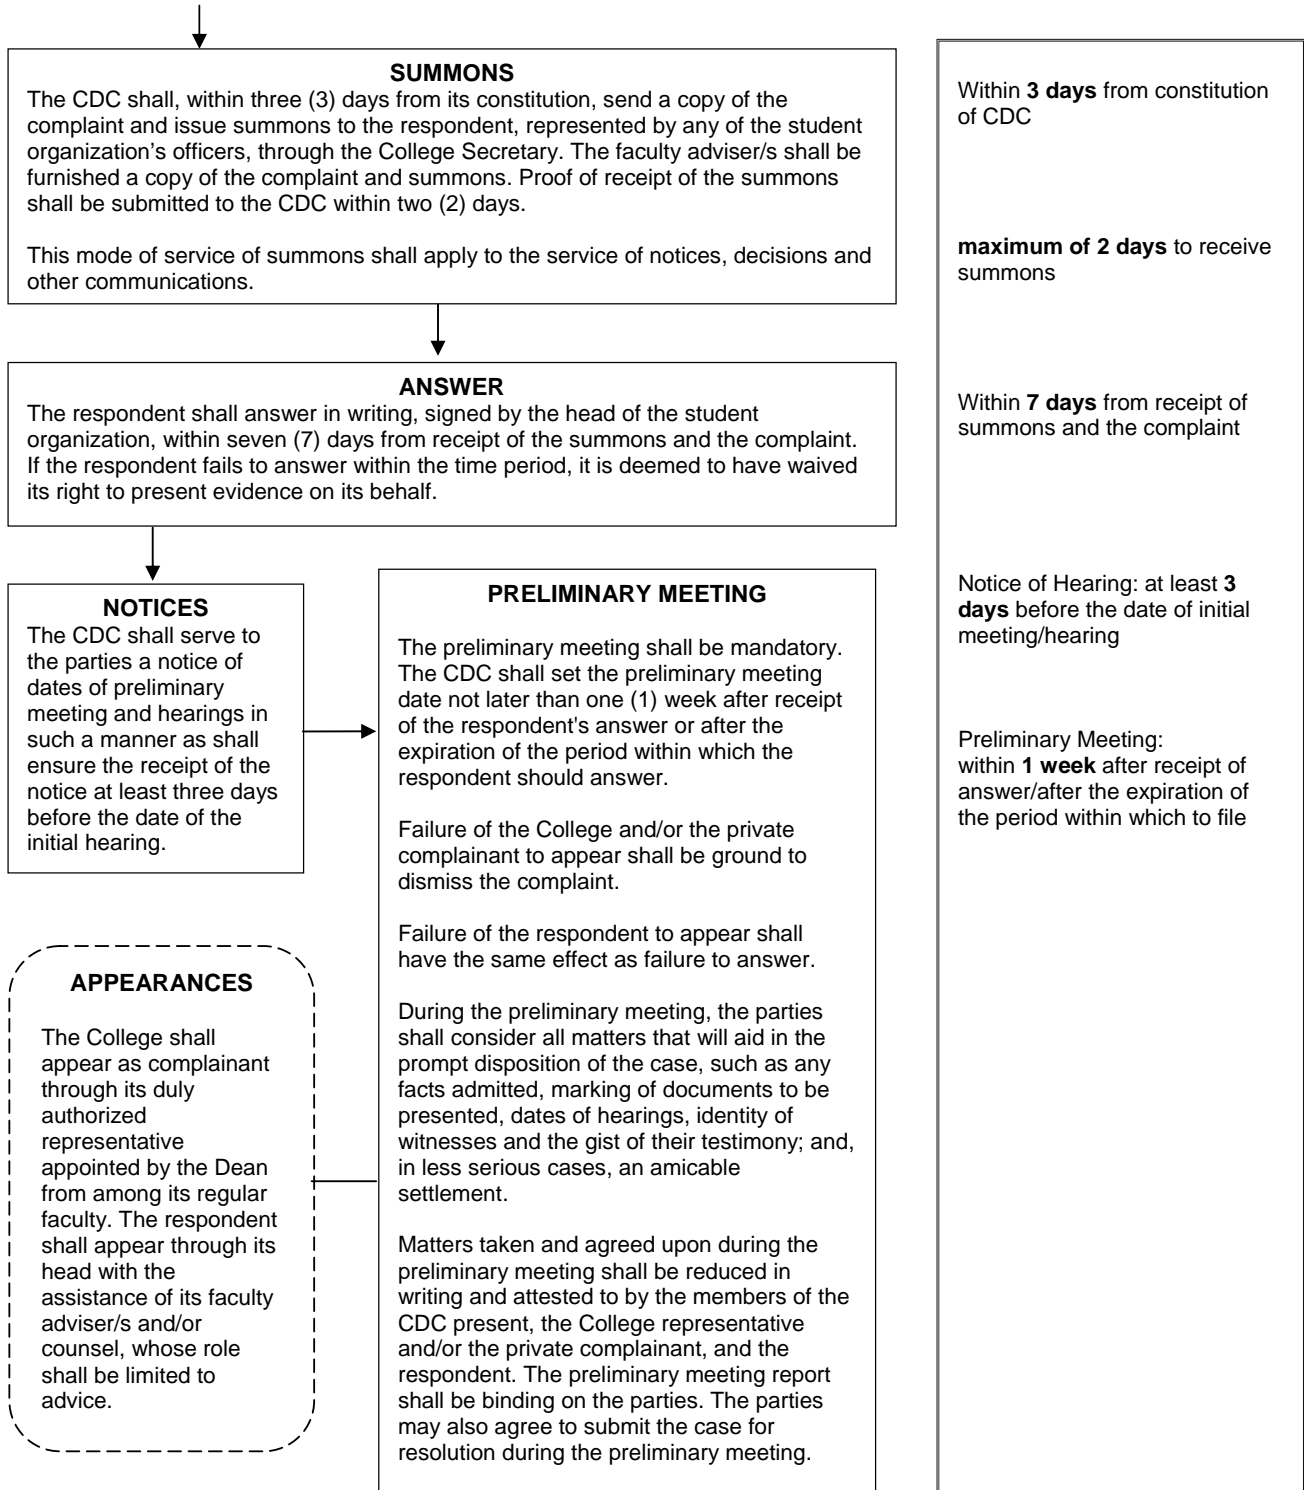 SUMMONS
The CDC shall, within three (3) days from its constitution, send a copy of the
complaint and issue summons to the respondent, represented by any of the student
organization’s officers, through the College Secretary. The faculty adviser/s shall be
furnished a copy of the complaint and summons. Proof of receipt of the summons
shall be submitted to the CDC within two (2) days.
This mode of service of summons shall apply to the service of notices, decisions and
other communications.
ANSWER
The respondent shall answer in writing, signed by the head of the student
organization, within seven (7) days from receipt of the summons and the complaint.
If the respondent fails to answer within the time period, it is deemed to have waived
its right to present evidence on its behalf.
NOTICES
The CDC shall serve to
the parties a notice of
dates of preliminary
meeting and hearings in
such a manner as shall
ensure the receipt of the
notice at least three days
before the date of the
initial hearing.
PRELIMINARY MEETING
The preliminary meeting shall be mandatory.
The CDC shall set the preliminary meeting
date not later than one (1) week after receipt
of the respondent's answer or after the
expiration of the period within which the
respondent should answer.
Failure of the College and/or the private
complainant to appear shall be ground to
dismiss the complaint.
Failure of the respondent to appear shall
have the same effect as failure to answer.
During the preliminary meeting, the parties
shall consider all matters that will aid in the
prompt disposition of the case, such as any
facts admitted, marking of documents to be
presented, dates of hearings, identity of
witnesses and the gist of their testimony; and,
in less serious cases, an amicable
settlement.
Matters taken and agreed upon during the
preliminary meeting shall be reduced in
writing and attested to by the members of the
CDC present, the College representative
and/or the private complainant, and the
respondent. The preliminary meeting report
shall be binding on the parties. The parties
may also agree to submit the case for
resolution during the preliminary meeting.
APPEARANCES
The College shall
appear as complainant
through its duly
authorized
representative
appointed by the Dean
from among its regular
faculty. The respondent
shall appear through its
head with the
assistance of its faculty
adviser/s and/or
counsel, whose role
shall be limited to
advice.
Within 3 days from constitution
of CDC
maximum of 2 days to receive
summons
Within 7 days from receipt of
summons and the complaint
Notice of Hearing: at least 3
days before the date of initial
meeting/hearing
Preliminary Meeting:
within 1 week after receipt of
answer/after the expiration of
the period within which to file